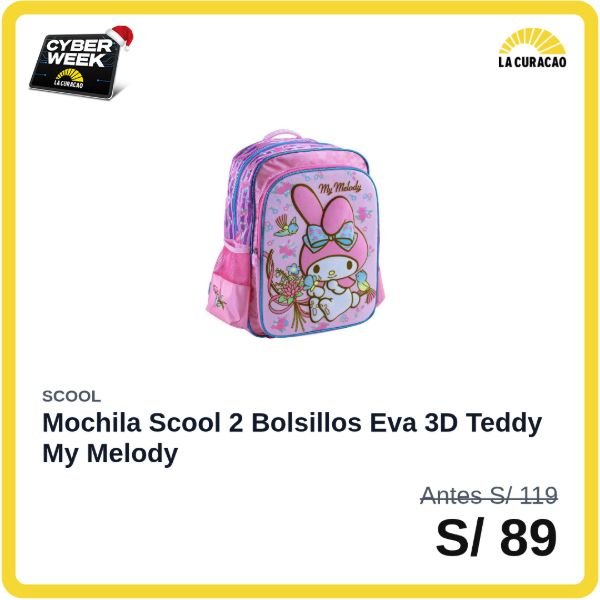 CYBER
WEEK
LA CURACAO
LA CURACAO
My Melody
SCOOL
Mochila Scool 2 Bolsillos Eva 3D Teddy
My Melody
Antes S/ 119
S/ 89